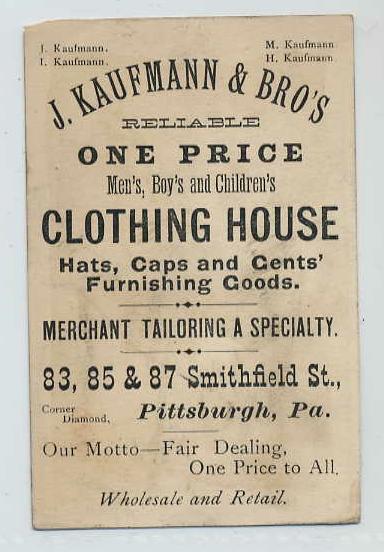 J. Kaufmann.
I. Kaufmann.
M. Kaufmann
H. Kaufmann
J. KAUFMANN & BRO'S
RELIABLE
ONE PRICE
Men's, Boy's and Children's
CLOTHING HOUSE
Hats, Caps and Gents'
Furnishing Goods.
MERCHANT TAILORING A SPECIALTY.
83, 85 & 87 Smithfield St.,
Corner
Diamond,
Pittsburgh, Pa.
Our Motto—Fair Dealing,
One Price to All.
Wholesale and Retail.